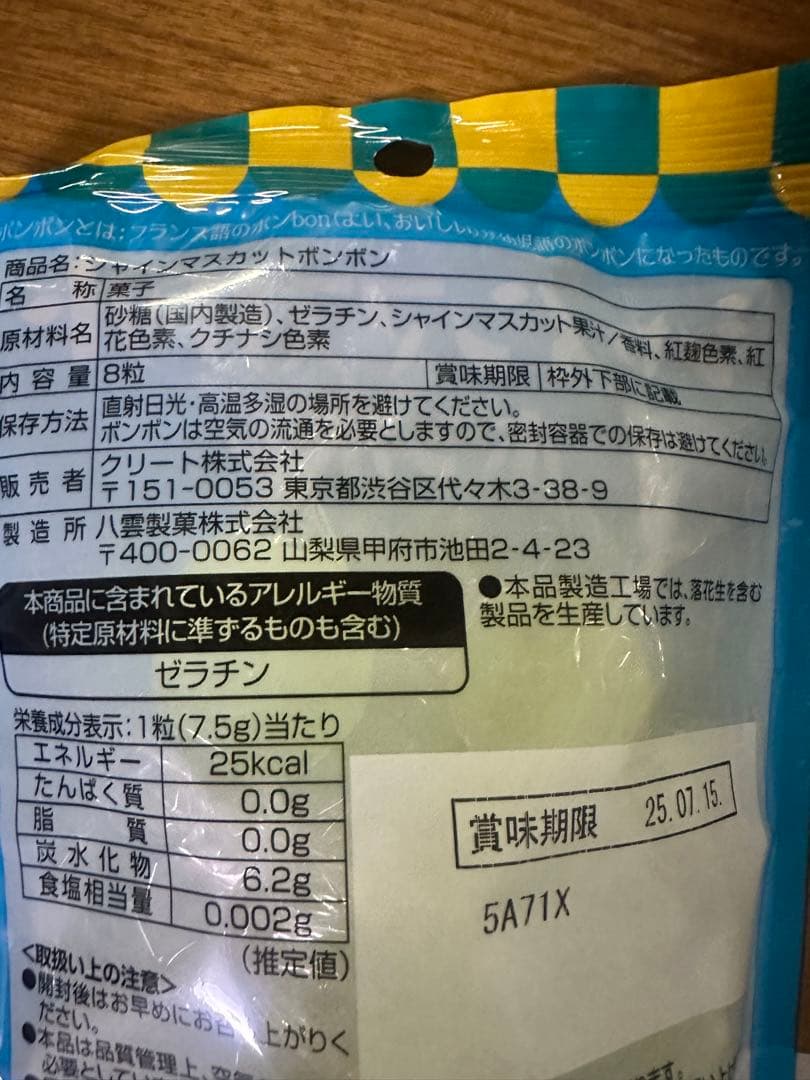 ボンボンとは:フランス語のボンbon(よい、おいしい)が幼児語のボンボンになったものです。
商品名:シャインマスカットボンボン
名称 菓子
原材料名 砂糖(国内製造)、ゼラチン、シャインマスカット果汁/香料、紅麹色素、紅
花色素、クチナシ色素
内容量 8粒 賞味期限 枠外下部に記載
保存方法 直射日光・高温多湿の場所を避けてください。
ボンボンは空気の流通を必要としますので、密封容器での保存は避けてください。
販売者 クリート株式会社
〒151-0053 東京都渋谷区代々木3-38-9
製造所 八雲製菓株式会社
〒400-0062 山梨県甲府市池田2-4-23
本商品に含まれているアレルギー物質
(特定原材料に準ずるものも含む)
ゼラチン
●本品製造工場では、落花生を含む
製品を生産しています。
栄養成分表示:1粒(7.5g)当たり
エネルギー 25kcal
たんぱく質 0.0g
脂質 0.0g
炭水化物 6.2g
食塩相当量 0.002g
(推定値)
賞味期限 25.07.15.
5A71X
<取扱い上の注意>
●開封後はお早めにお召し上がりく
ださい。
●本品は品質管理上、空気
必要としてい